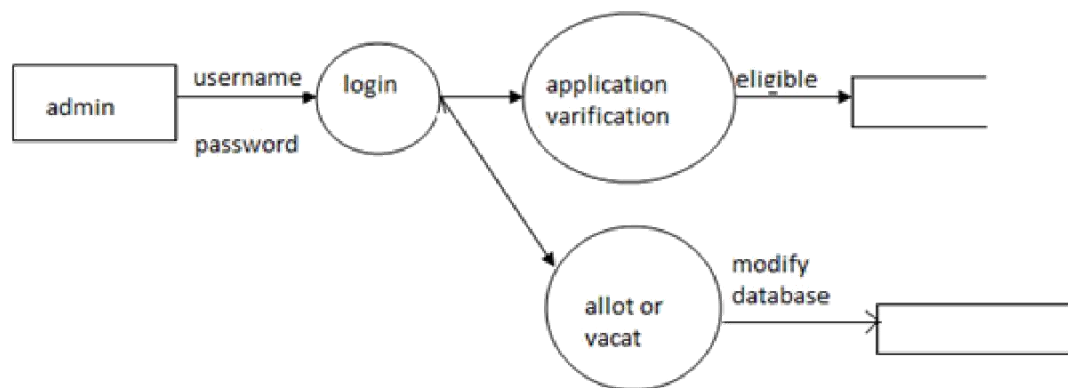 admin
username
password
login
application
varification
eligible
allot or
vacat
modify
database